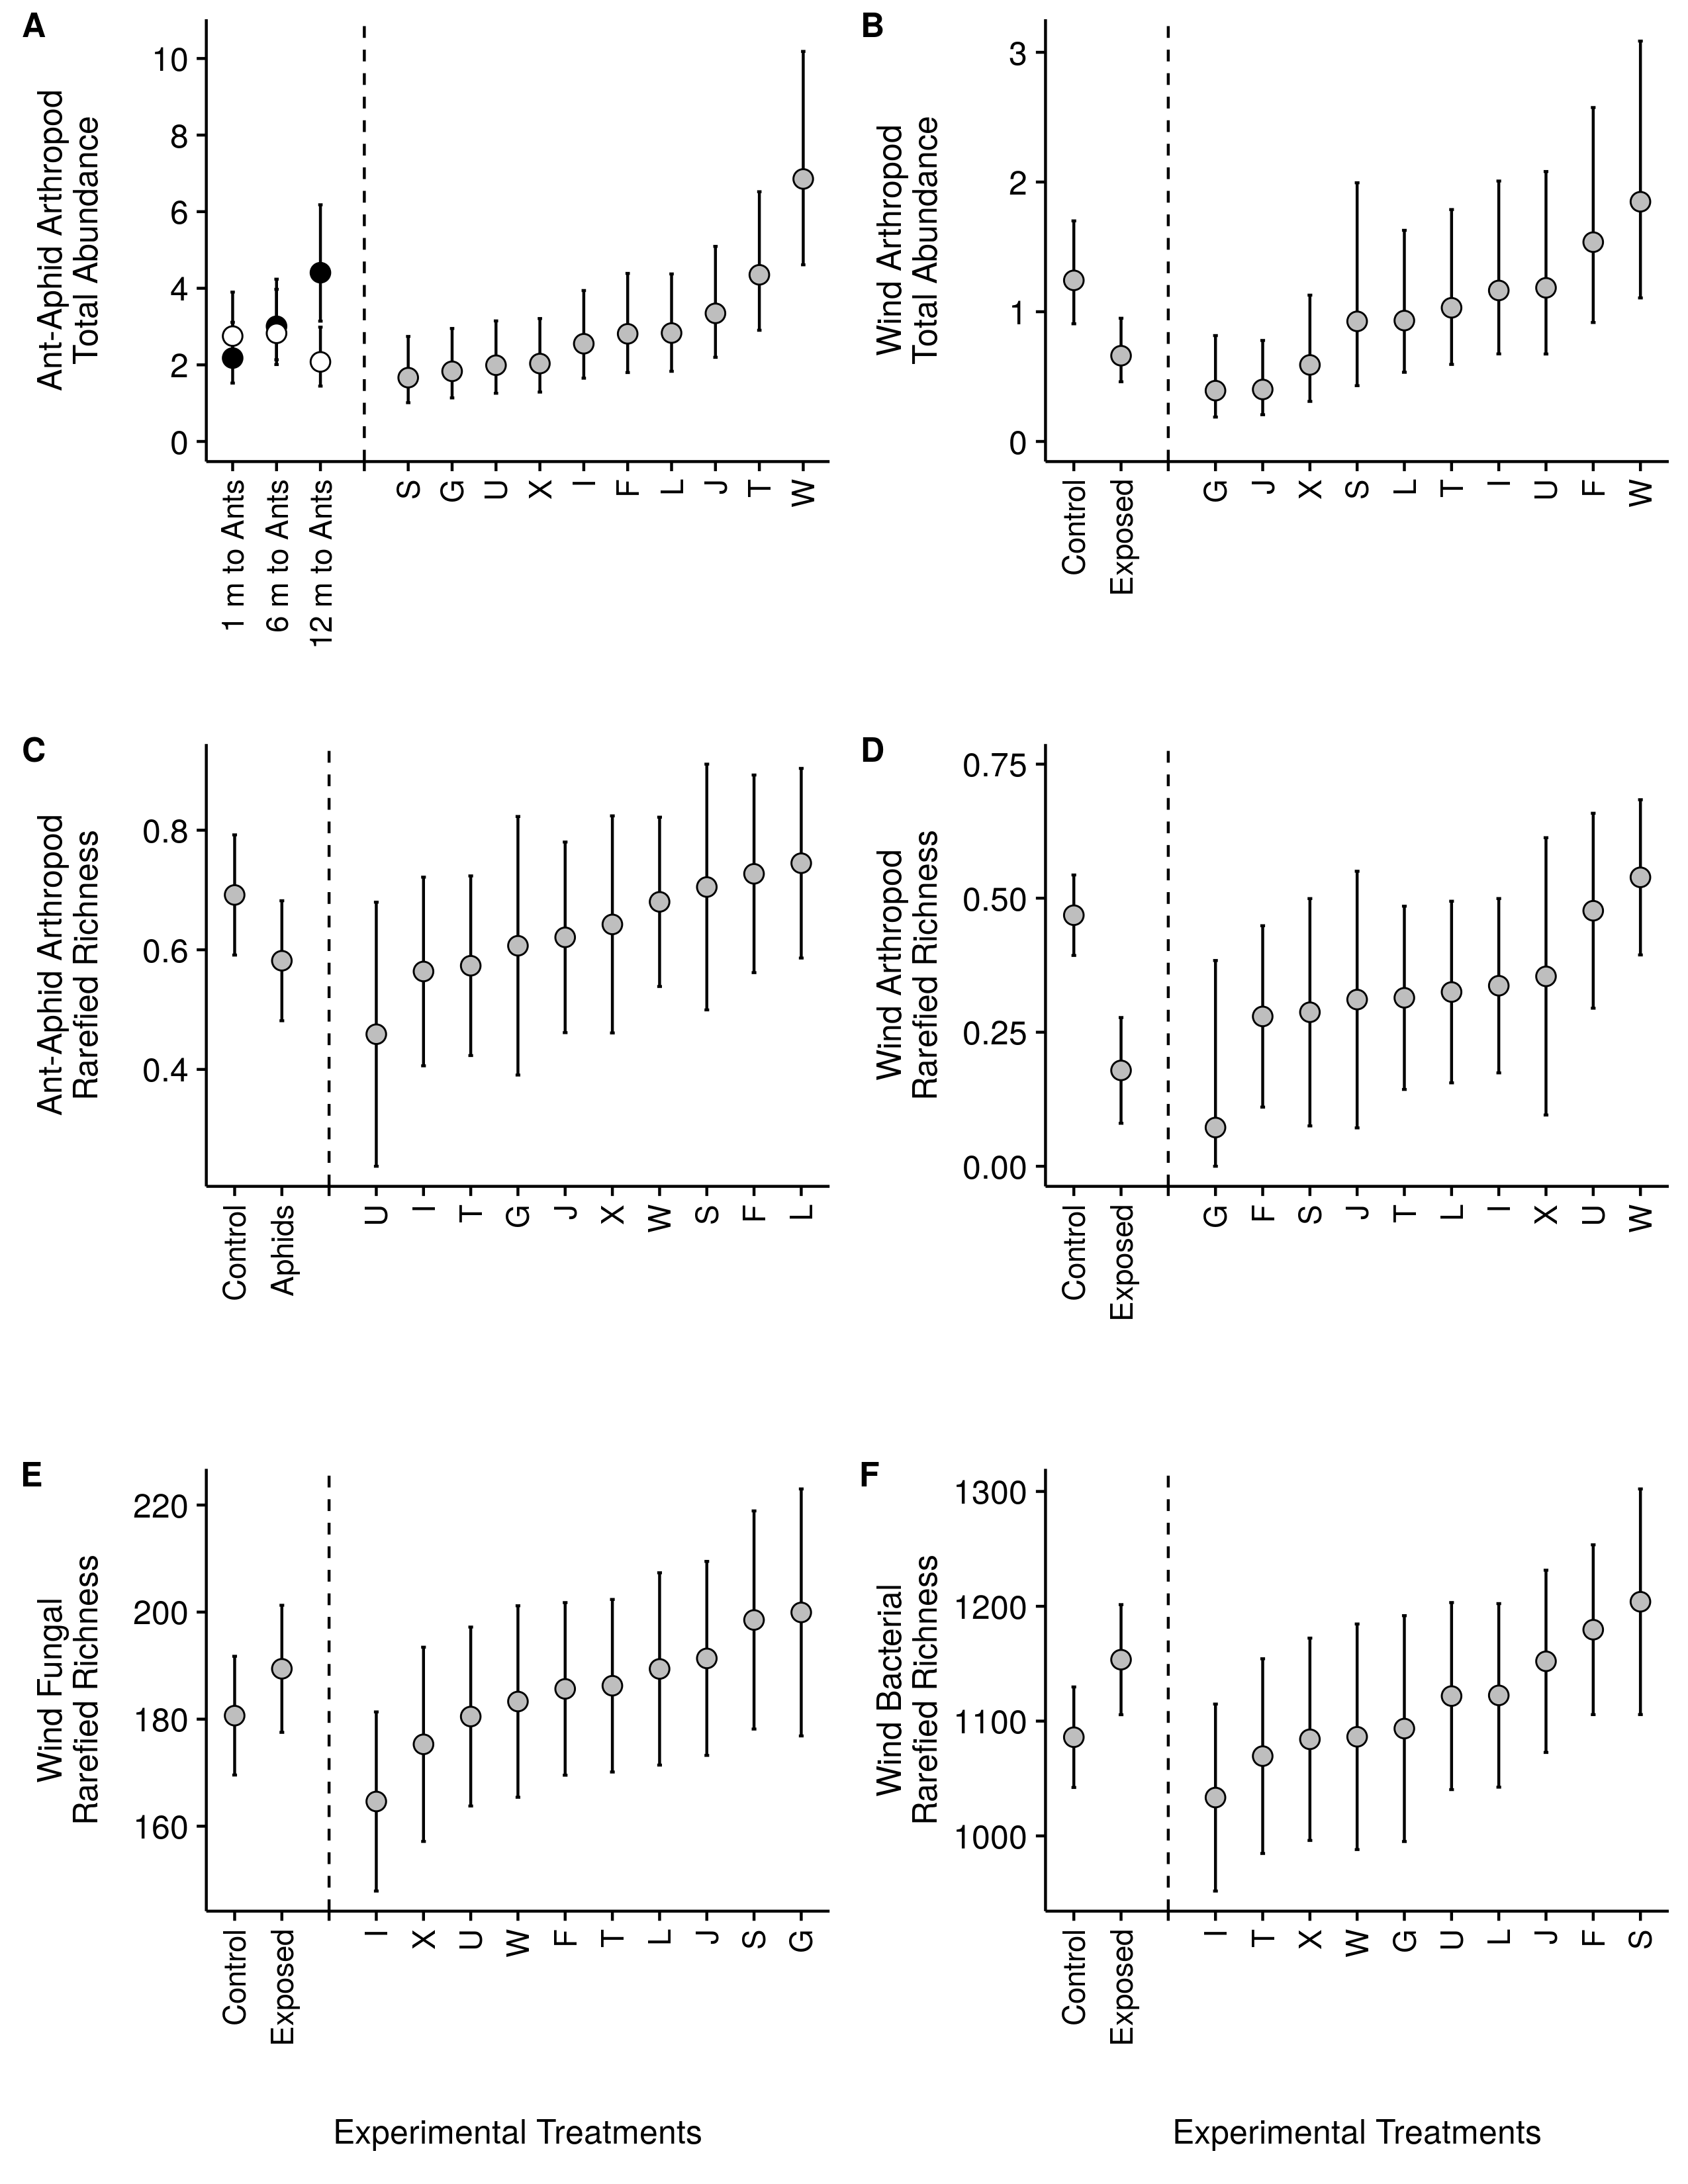 A
Ant-Aphid Arthropod
Total Abundance
10
8
6
4
2
0
1 m to Ants
6 m to Ants
12 m to Ants
S
G
U
X
I
F
L
J
T
W
B
Wind Arthropod
Total Abundance
3
2
1
0
Control
Exposed
G
J
X
S
L
T
I
U
F
W
C
Ant-Aphid Arthropod
Rarefied Richness
0.8
0.6
0.4
Control
Aphids
U
I
T
G
J
X
W
S
F
L
D
Wind Arthropod
Rarefied Richness
0.75
0.50
0.25
0.00
Control
Exposed
G
F
S
J
T
L
I
X
U
W
E
Wind Fungal
Rarefied Richness
220
200
180
160
Control
Exposed
I
X
U
W
F
T
L
J
S
G
Experimental Treatments
F
Wind Bacterial
Rarefied Richness
1300
1200
1100
1000
Control
Exposed
I
T
X
W
G
U
L
J
F
S
Experimental Treatments